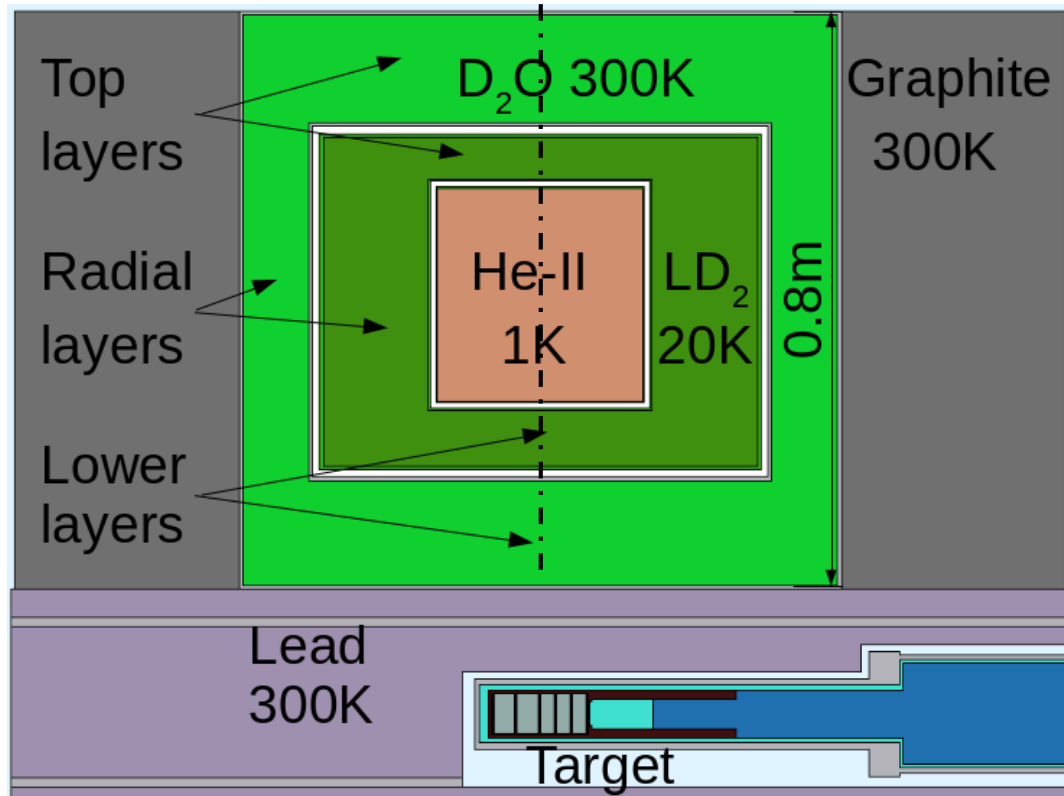 Top
layers
D₂O 300K
Graphite
300K
Radial
layers
He-II
1K
LD₂
20K
0.8m
Lower
layers
Lead
300K
Target